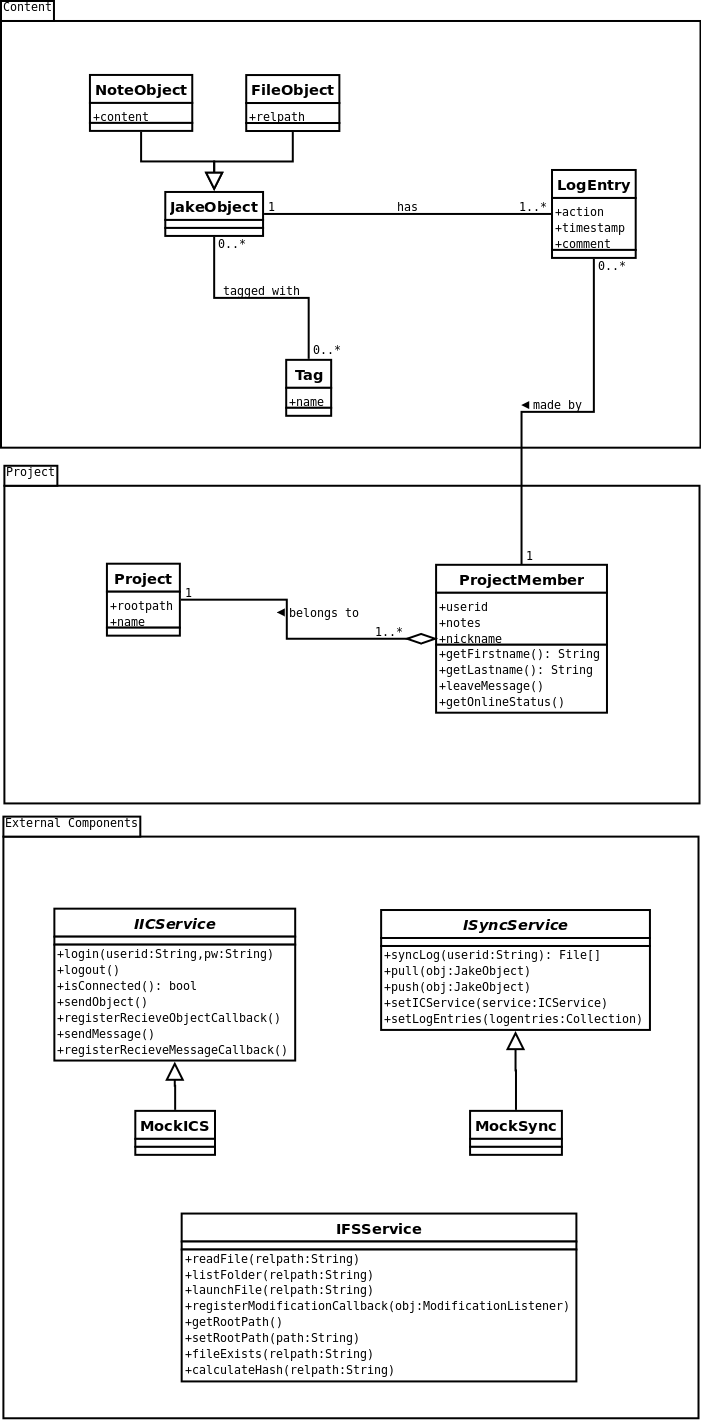 Content
NoteObject
+content
FileObject
+relpath
JakeObject
1
has
1..*
LogEntry
+action
+timestamp
+comment
0..*
0..*
tagged with
0..*
Tag
+name
◄ made by
Project
1
Project
+rootpath
+name
1
◄ belongs to
1..*
ProjectMember
+userid
+notes
+nickname
+getFirstname(): String
+getLastname(): String
+leaveMessage()
+getOnlineStatus()
External Components
IICService
+login(userid:String,pw:String)
+logout()
+isConnected(): bool
+sendObject()
+registerRecieveObjectCallback()
+sendMessage()
+registerRecieveMessageCallback()
ISyncService
+syncLog(userid:String): File[]
+pull(obj:JakeObject)
+push(obj:JakeObject)
+setICService(service:ICService)
+setLogEntries(logentries:Collection)
MockICS
MockSync
IFSService
+readFile(relpath:String)
+listFolder(relpath:String)
+launchFile(relpath:String)
+registerModificationCallback(obj:ModificationListener)
+getRootPath()
+setRootPath(path:String)
+fileExists(relpath:String)
+calculateHash(relpath:String)